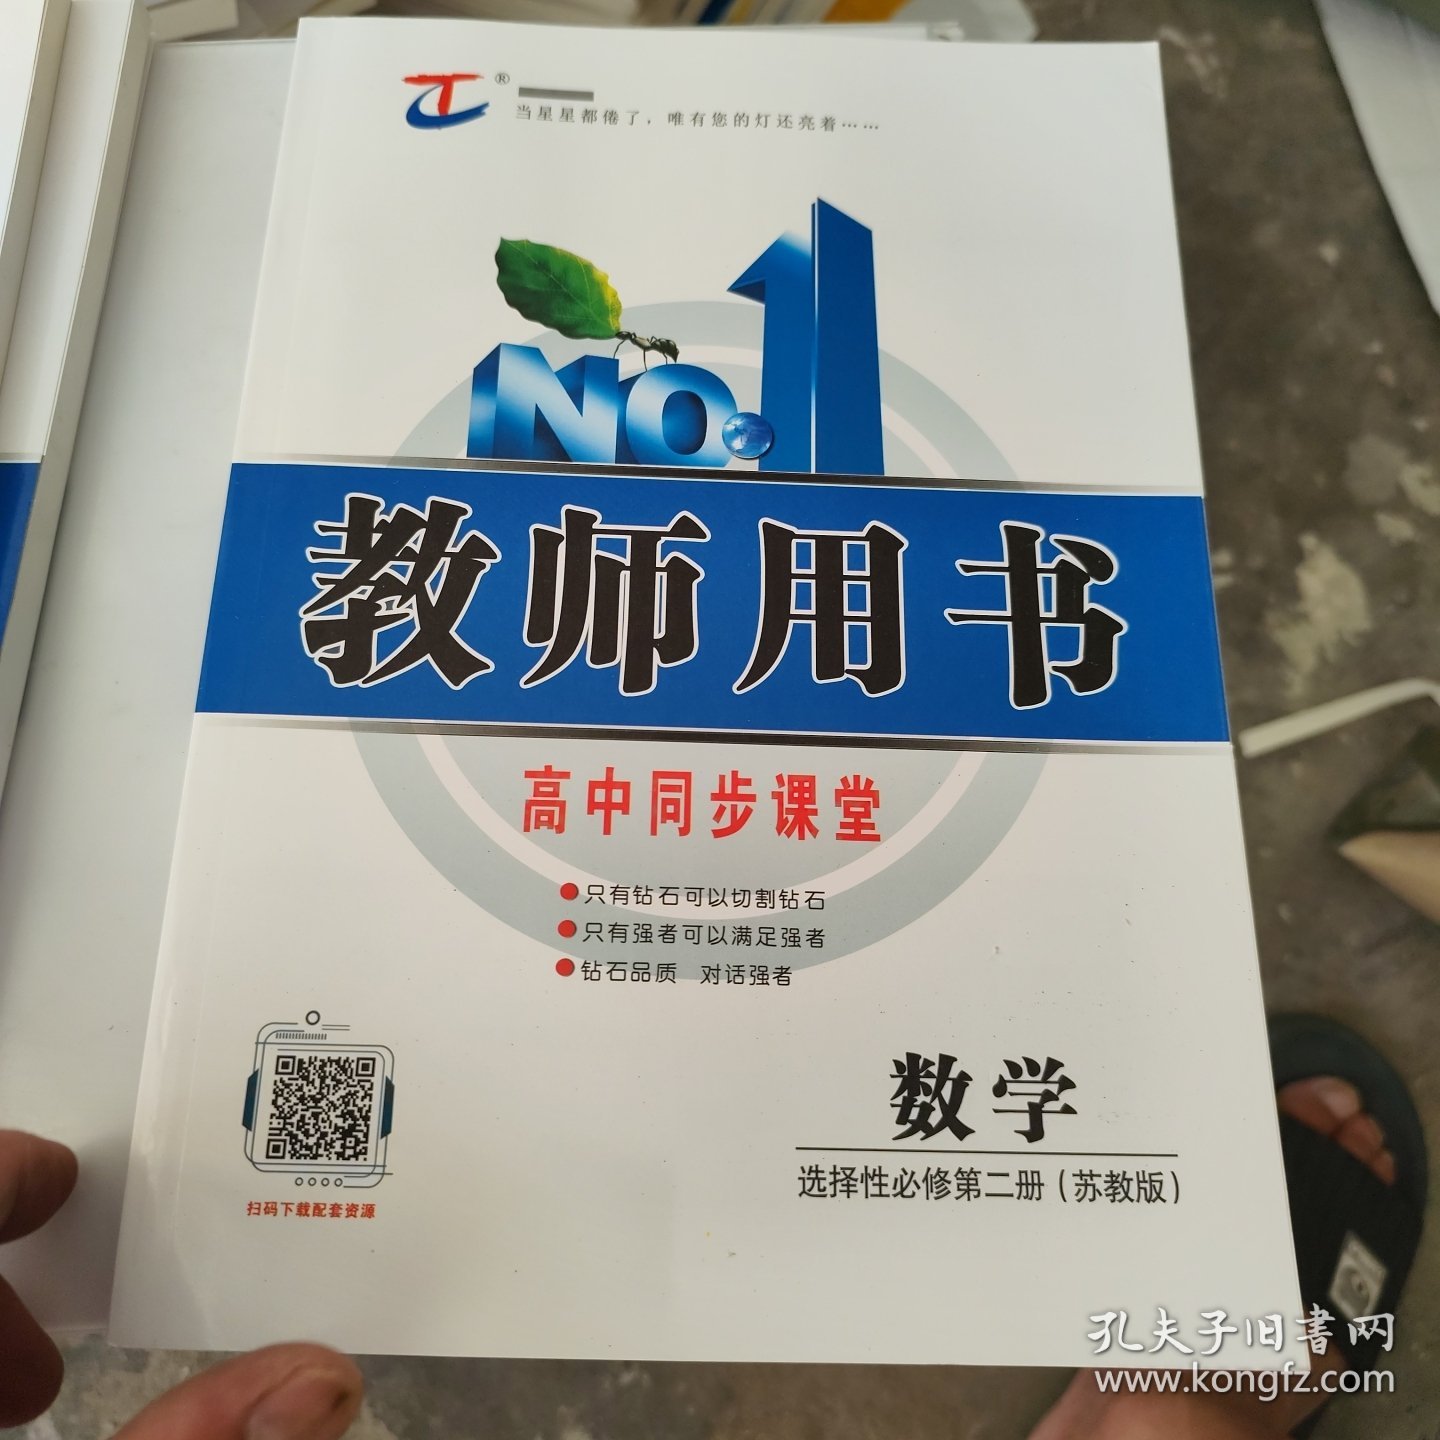 TC®
当星星都倦了，唯有您的灯还亮着……
NO.1
教师用书
高中同步课堂
●只有钻石可以切割钻石
●只有强者可以满足强者
●钻石品质 对话强者
数学
选择性必修第二册（苏教版）
扫码下载配套资源
孔夫子旧书网
www.kongfz.com